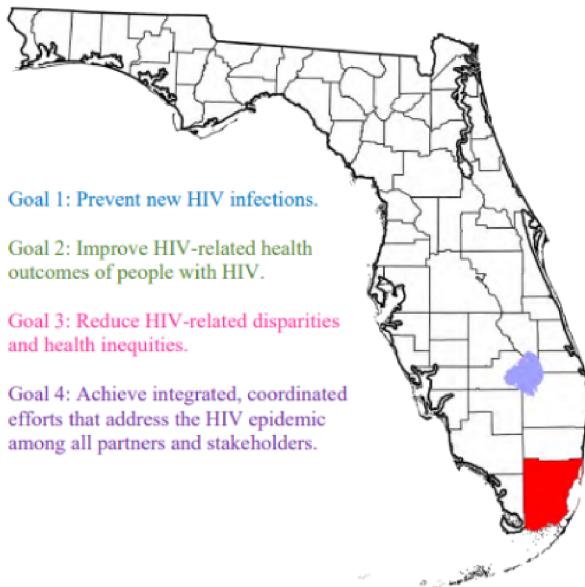 Goal 1: Prevent new HIV infections.
Goal 2: Improve HIV-related health
outcomes of people with HIV.
Goal 3: Reduce HIV-related disparities
and health inequities.
Goal 4: Achieve integrated, coordinated
efforts that address the HIV epidemic
among all partners and stakeholders.